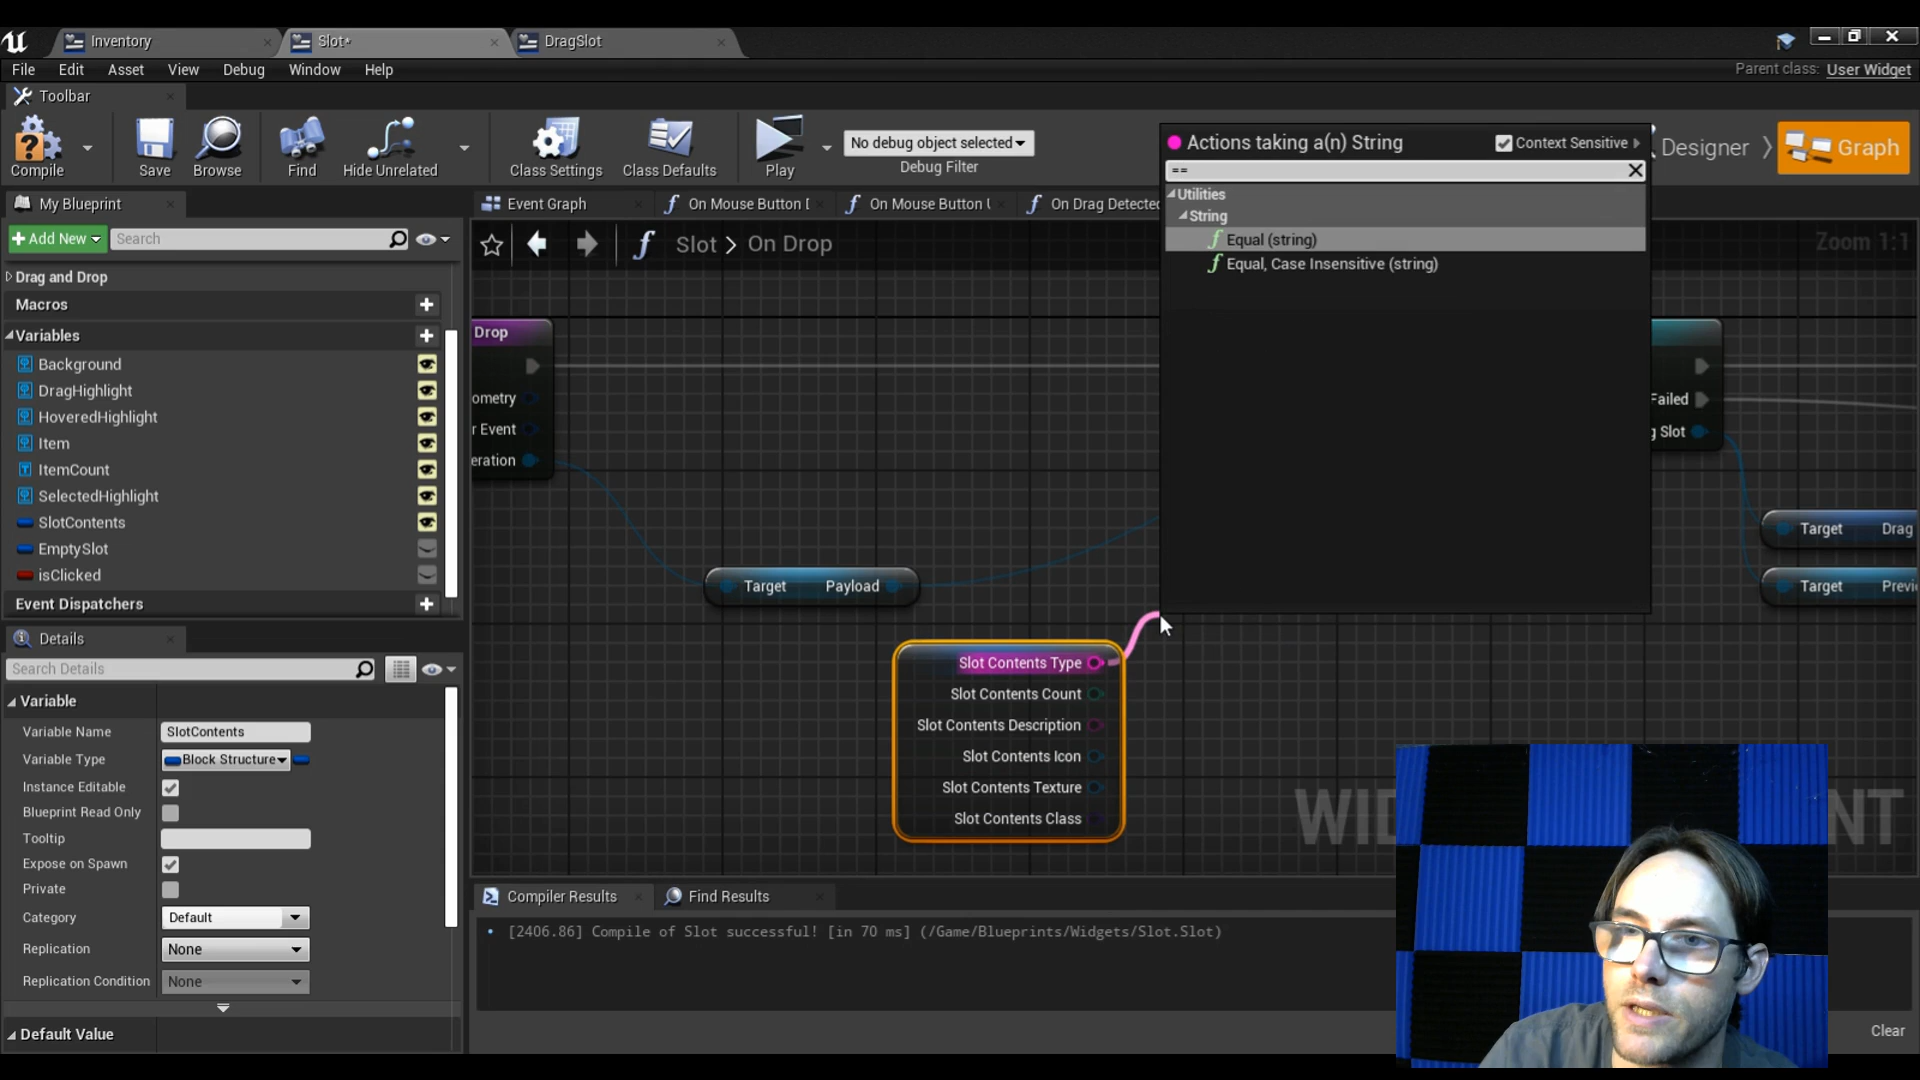 Inventory
Slot*
DragSlot
File Edit Asset View Debug Window Help
Parent class: User Widget
Toolbar
Compile
Save
Browse
Find
Hide Unrelated
Class Settings
Class Defaults
Play
No debug object selected
Debug Filter
Designer
Graph
My Blueprint
+ Add New
Search
Drag and Drop
Macros
Variables
Background
DragHighlight
HoveredHighlight
Item
ItemCount
SelectedHighlight
SlotContents
EmptySlot
isClicked
Event Dispatchers
Details
Search Details
Variable
Variable Name SlotContents
Variable Type Block Structure
Instance Editable
Blueprint Read Only
Tooltip
Expose on Spawn
Private
Category Default
Replication None
Replication Condition None
Default Value
Event Graph
On Mouse Button D
On Mouse Button U
On Drag Detected
Slot > On Drop
Zoom 1:1
Actions taking a(n) String
Context Sensitive
==
Utilities
String
Equal (string)
Equal, Case Insensitive (string)
Drop
ometry
r Event
eration
Target Payload
Slot Contents Type
Slot Contents Count
Slot Contents Description
Slot Contents Icon
Slot Contents Texture
Slot Contents Class
Failed
g Slot
Target Drag
Target Previ
WID
NT
Compiler Results
Find Results
• [2406.86] Compile of Slot successful! [in 70 ms] (/Game/Blueprints/Widgets/Slot.Slot)
Clear